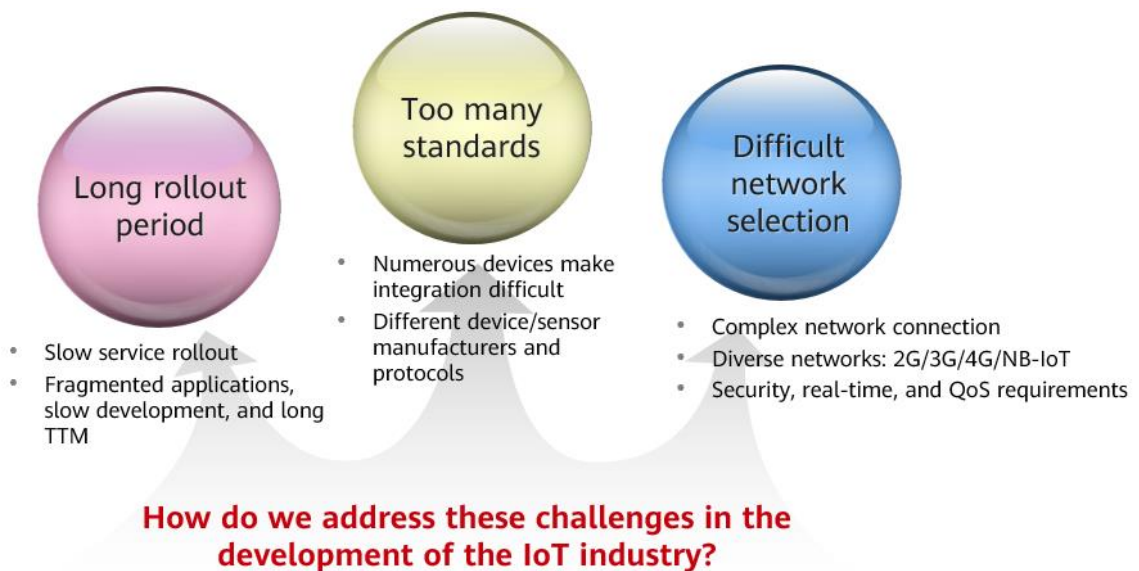 Long rollout
period
• Slow service rollout
• Fragmented applications,
slow development, and long
TTM
Too many
standards
• Numerous devices make
integration difficult
• Different device/sensor
manufacturers and
protocols
Difficult
network
selection
• Complex network connection
• Diverse networks: 2G/3G/4G/NB-IoT
• Security, real-time, and QoS requirements
How do we address these challenges in the
development of the IoT industry?